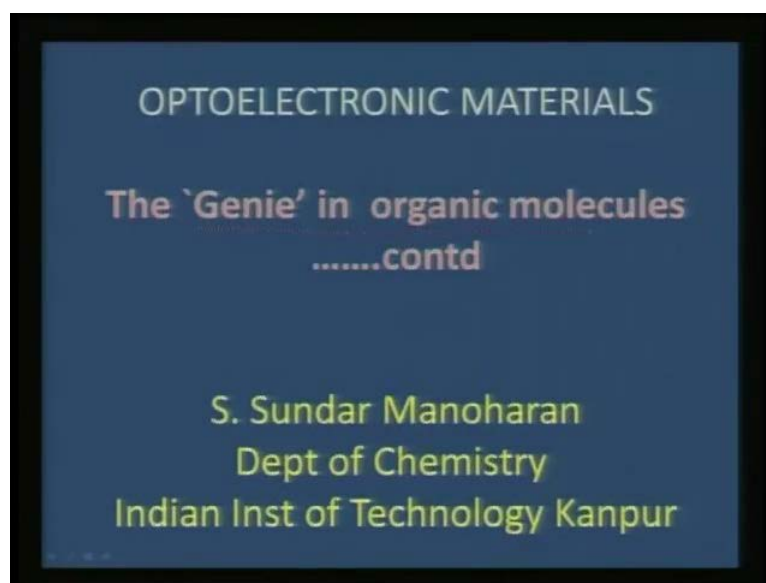 OPTOELECTRONIC MATERIALS
The `Genie’ in organic molecules
…....contd
S. Sundar Manoharan
Dept of Chemistry
Indian Inst of Technology Kanpur